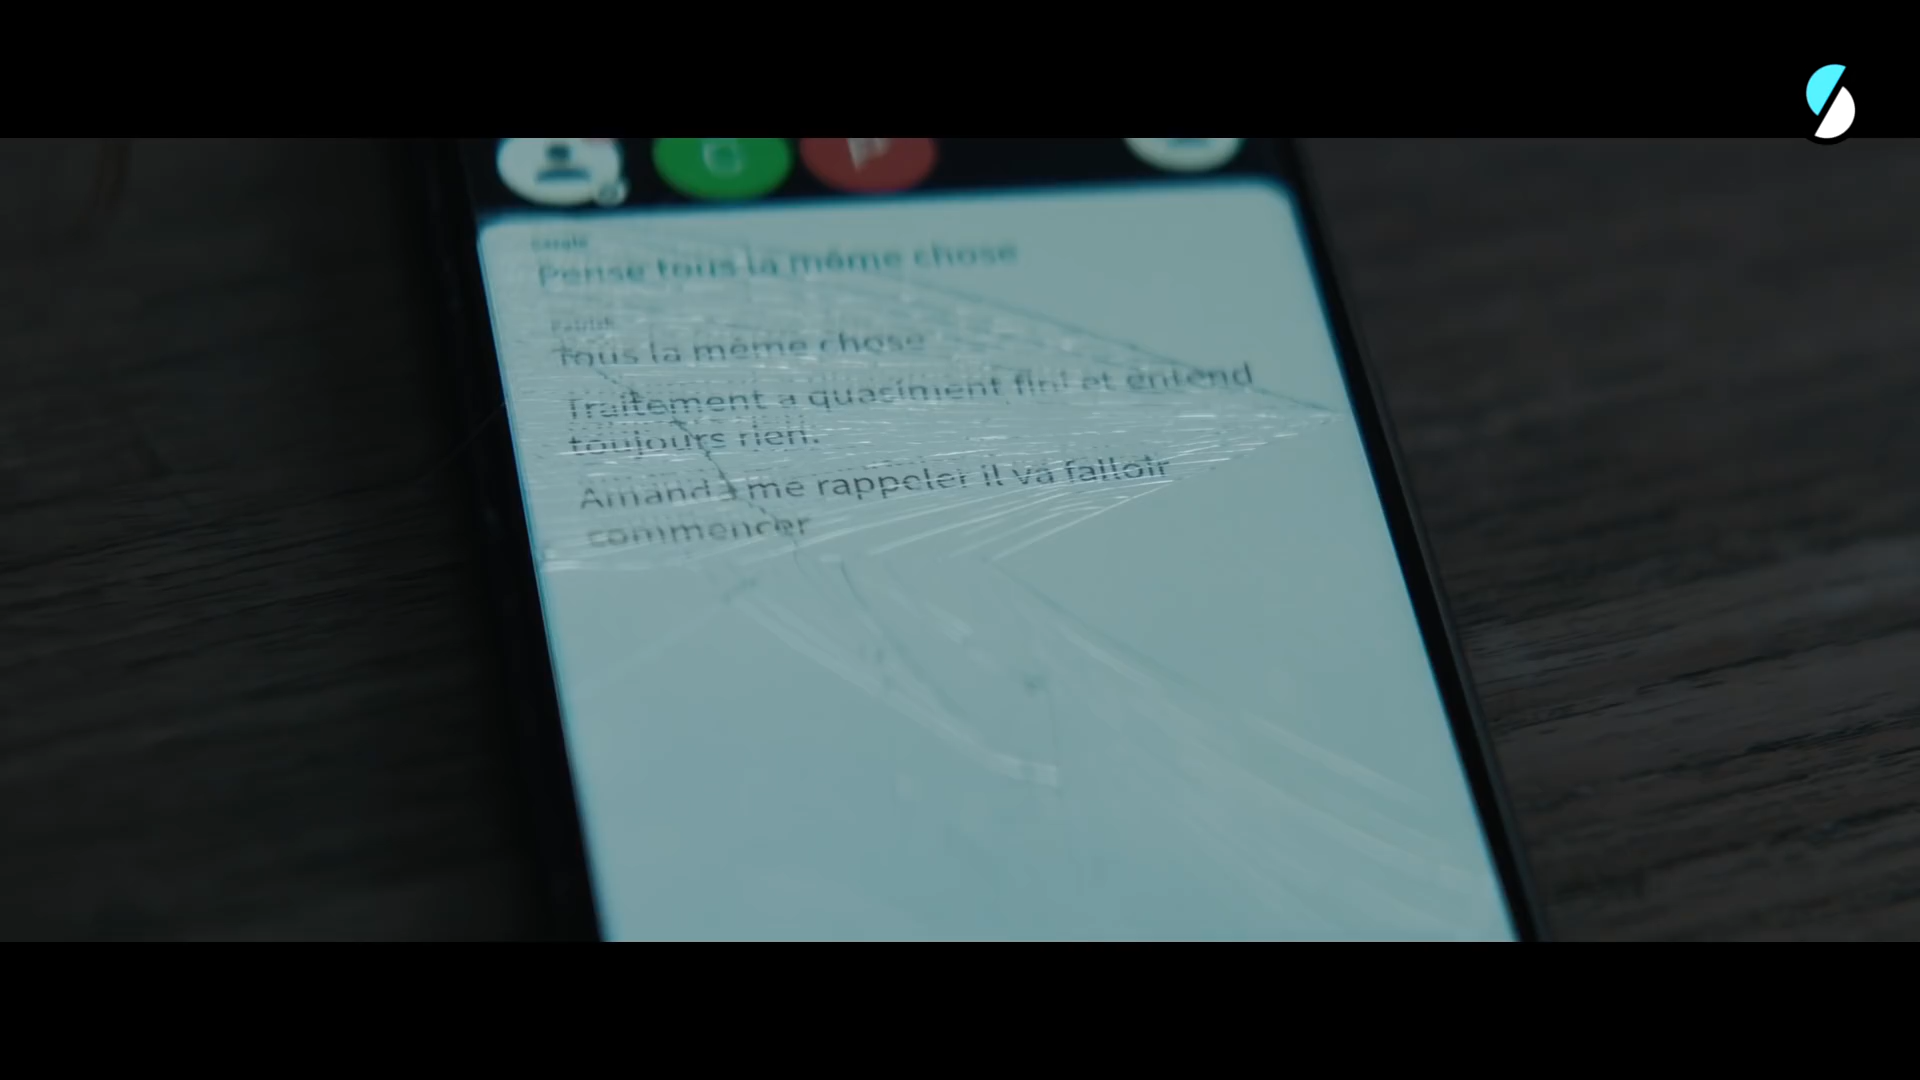 Pense tous la même chose
Tous la même chose
Traitement a quasiment fini et entend
toujours rien.
Amanda me rappeler il va falloir
commencer